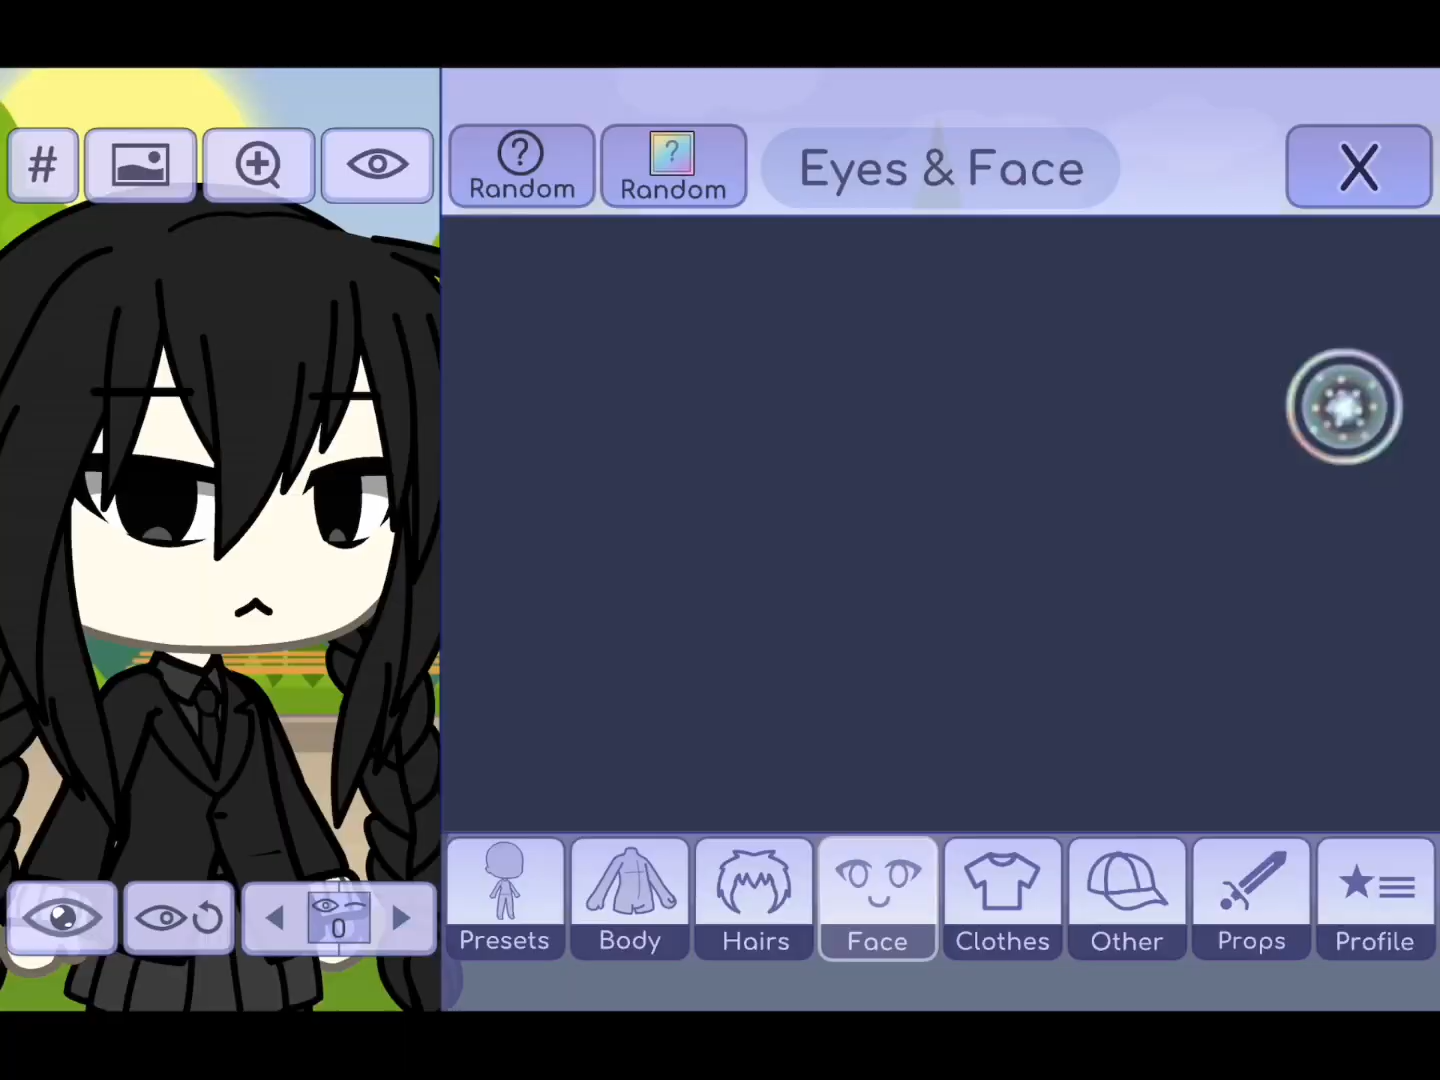 #
?
Random
?
Random
Eyes & Face
X
0
Presets
Body
Hairs
Face
Clothes
Other
Props
Profile